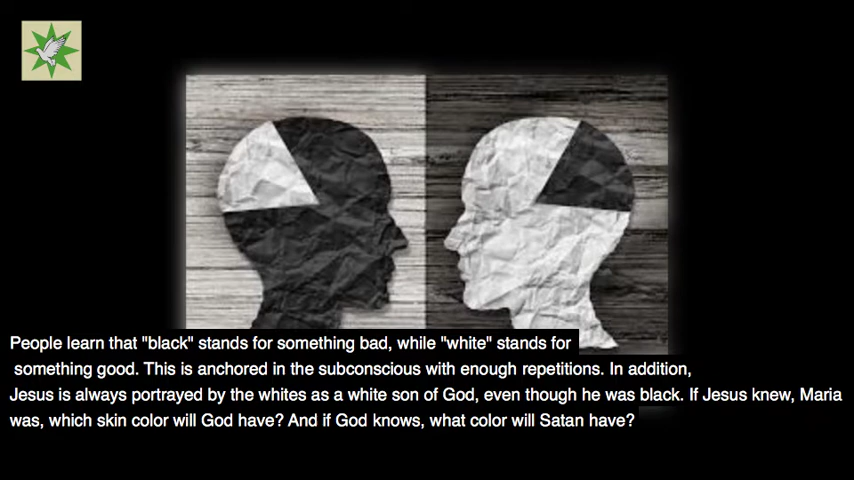 People learn that "black" stands for something bad, while "white" stands for
something good. This is anchored in the subconscious with enough repetitions. In addition,
Jesus is always portrayed by the whites as a white son of God, even though he was black. If Jesus knew, Maria
was, which skin color will God have? And if God knows, what color will Satan have?